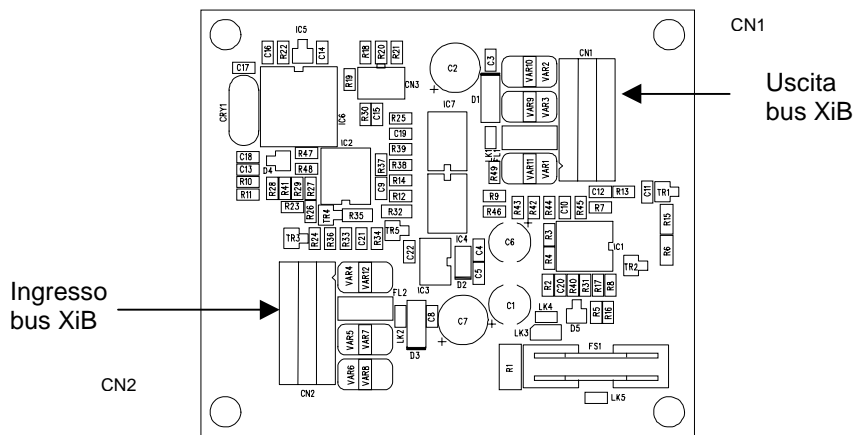 CN1
Uscita
bus XiB
Ingresso
bus XiB
CN2
IC5
C16
R22
C14
C17
CRY1
IC6
R18
R20
R21
R19
CN3
R30
C15
C2
C3
D1
VAR10
VAR2
VAR9
VAR3
CN1
LK1
FL1
R49
VAR11
VAR1
IC7
R25
C19
R39
R38
R14
R12
R32
R37
C9
IC2
R47
R48
D4
C18
C13
R10
R11
R28
R41
R29
R27
R23
R26
TR4
R35
TR3
R24
R36
R33
C21
R34
TR5
C22
IC3
IC4
D2
C4
C5
C6
R9
R46
R43
R42
R44
C10
R45
C12
R13
R7
C11
TR1
R15
R6
R3
R4
IC1
TR2
R2
C20
R40
R31
R17
R8
D5
R5
R16
LK4
LK3
C1
C7
C8
D3
LK2
FL2
VAR4
VAR12
VAR5
VAR7
VAR6
VAR8
CN2
R1
FS1
LK5